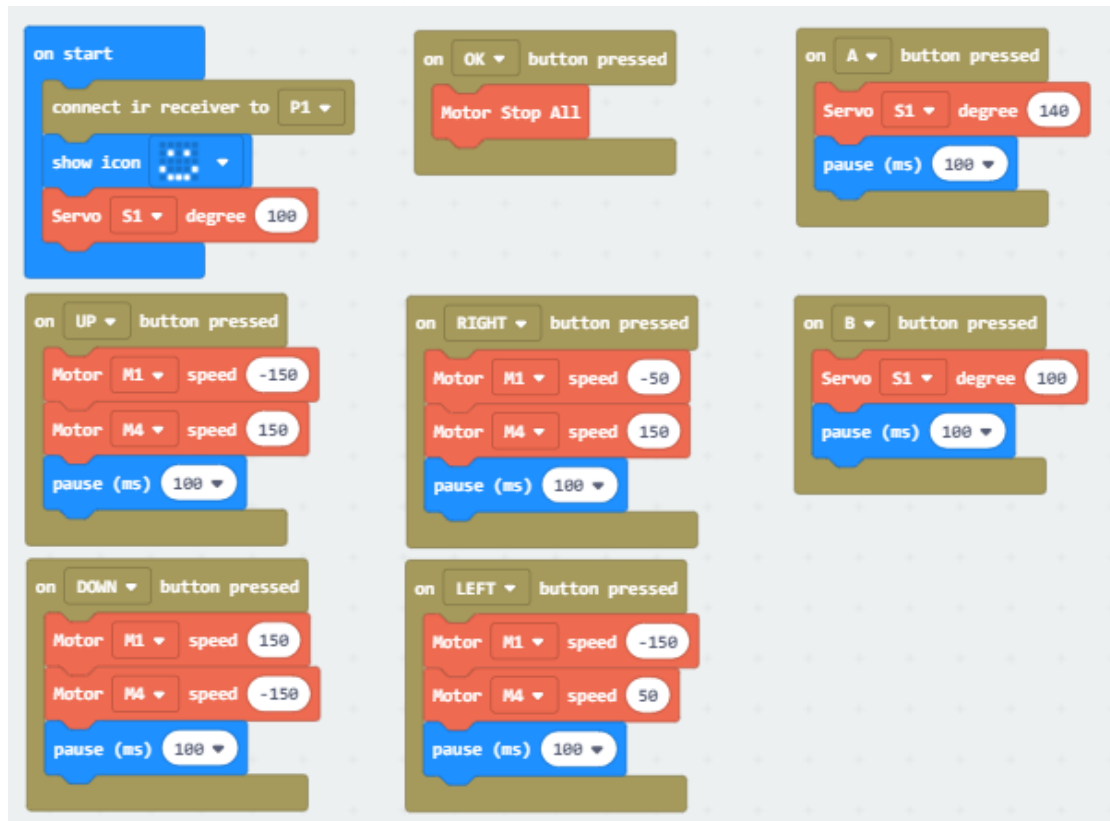 on start
connect ir receiver to P1
show icon
Servo S1 degree 100
on OK button pressed
Motor Stop All
on A button pressed
Servo S1 degree 140
pause (ms) 100
on UP button pressed
Motor M1 speed -150
Motor M4 speed 150
pause (ms) 100
on RIGHT button pressed
Motor M1 speed -50
Motor M4 speed 150
pause (ms) 100
on B button pressed
Servo S1 degree 100
pause (ms) 100
on DOWN button pressed
Motor M1 speed 150
Motor M4 speed -150
pause (ms) 100
on LEFT button pressed
Motor M1 speed -150
Motor M4 speed 50
pause (ms) 100